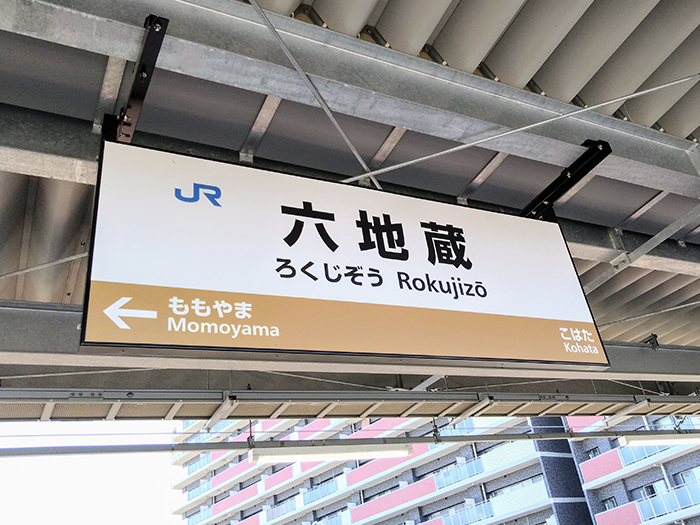 JR
六地蔵
ろくじぞう Rokujizō
← ももやま
Momoyama
こはた
Kohata